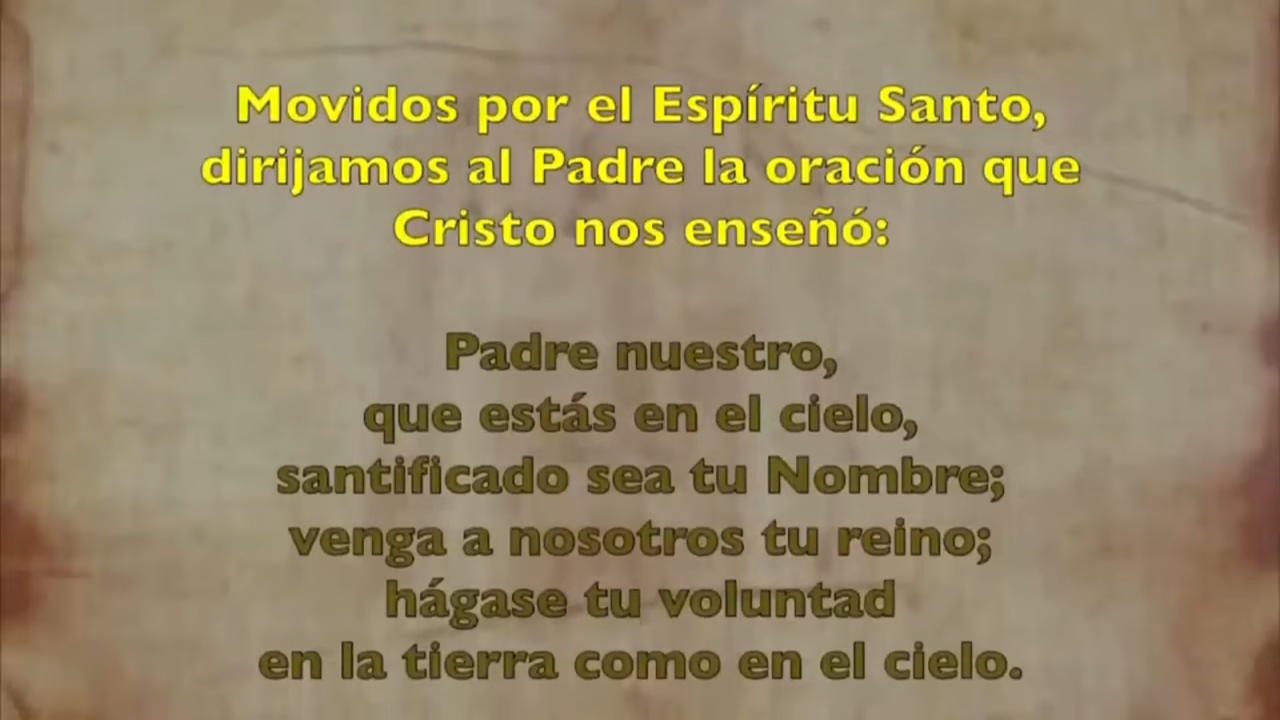 Movidos por el Espíritu Santo,
dirijamos al Padre la oración que
Cristo nos enseñó:
Padre nuestro,
que estás en el cielo,
santificado sea tu Nombre;
venga a nosotros tu reino;
hágase tu voluntad
en la tierra como en el cielo.